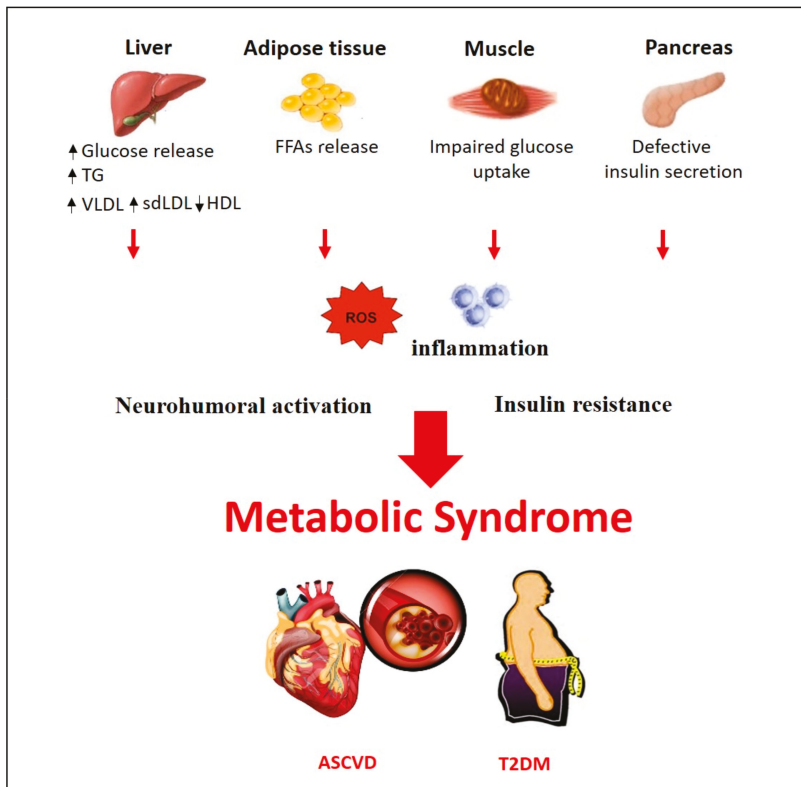 Liver
Adipose tissue
Muscle
Pancreas
Glucose release
TG
VLDL sdLDL HDL
FFAs release
Impaired glucose
uptake
Defective
insulin secretion
ROS
inflammation
Neurohumoral activation
Insulin resistance
Metabolic Syndrome
ASCVD
T2DM